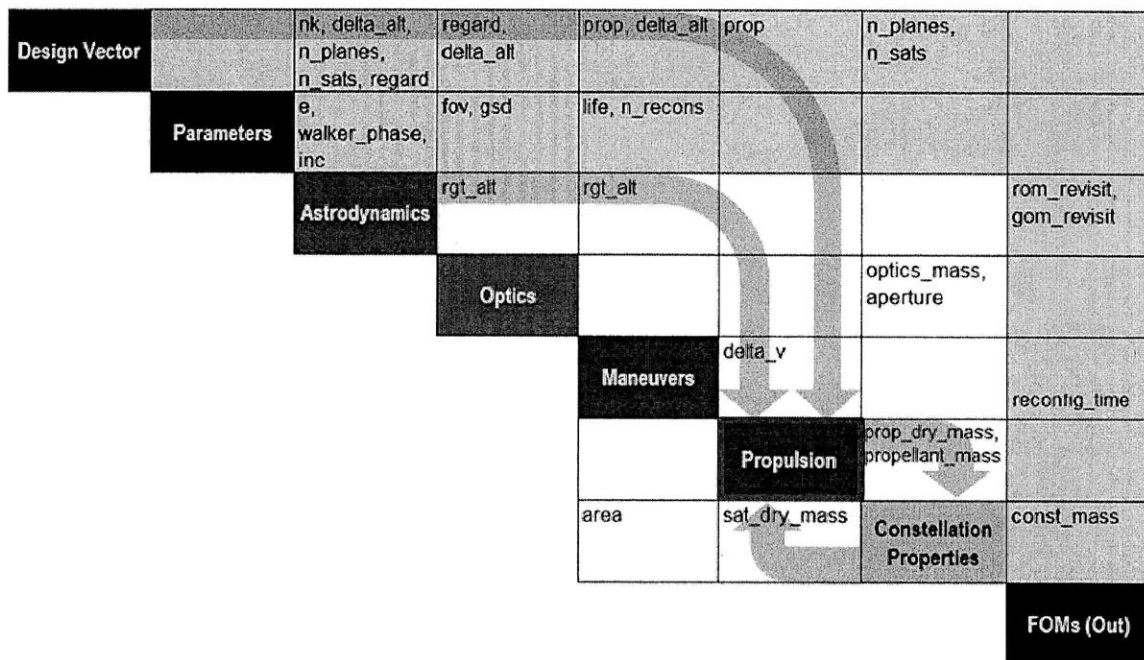 Design Vector
nk, delta_alt,
n_planes,
n_sats, regard
regard,
delta_alt
prop, delta_alt
prop
n_planes,
n_sats
Parameters
e,
walker_phase,
inc
fov, gsd
life, n_recons
Astrodynamics
rgt_alt
rgt_alt
rom_revisit,
gom_revisit
Optics
optics_mass,
aperture
Maneuvers
delta_v
reconfig_time
Propulsion
prop_dry_mass,
propellant_mass
area
sat_dry_mass
Constellation
Properties
const_mass
FOMs (Out)